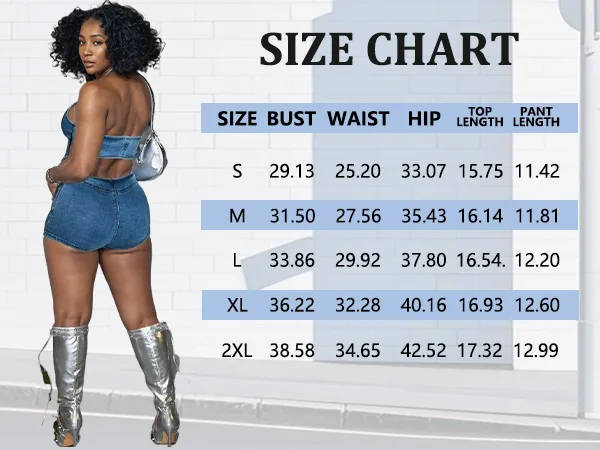 SIZE CHART
SIZE BUST WAIST HIP TOP LENGTH PANT LENGTH
S 29.13 25.20 33.07 15.75 11.42
M 31.50 27.56 35.43 16.14 11.81
L 33.86 29.92 37.80 16.54. 12.20
XL 36.22 32.28 40.16 16.93 12.60
2XL 38.58 34.65 42.52 17.32 12.99